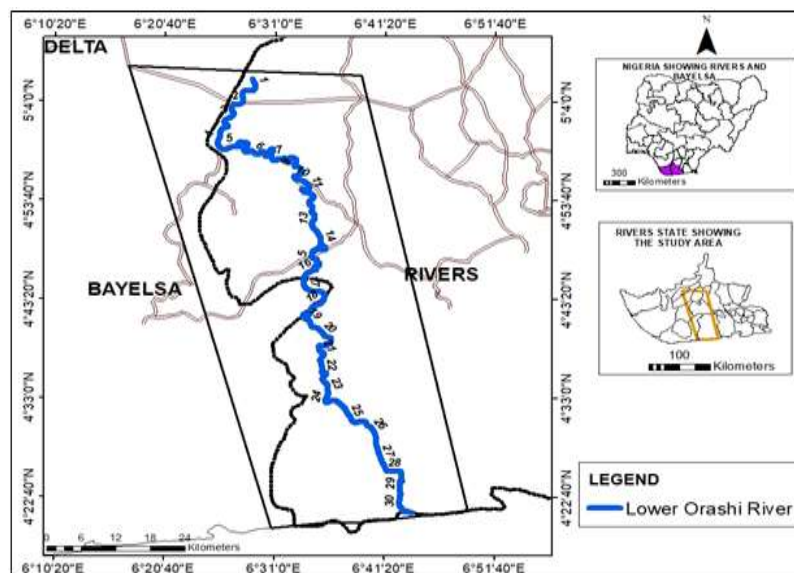 6°10'20"E 6°20'40"E 6°31'0"E 6°41'20"E 6°51'40"E
DELTA
5°4'0"N
4°53'40"N
4°43'20"N
4°33'0"N
4°22'40"N
1
2
5
6
7
10
11
13
14
5
16
18
9
20
21
22
23
24
25
26
27
28
29
30
BAYELSA
RIVERS
0 6 12 18 24
Kilometers
5°4'0"N
4°53'40"N
4°43'20"N
4°33'0"N
4°22'40"N
6°10'20"E 6°20'40"E 6°31'0"E 6°41'20"E 6°51'40"E
N
NIGERIA SHOWING RIVERS AND
BAYELSA
300
Kilometers
RIVERS STATE SHOWING
THE STUDY AREA
100
Kilometers
LEGEND
Lower Orashi River